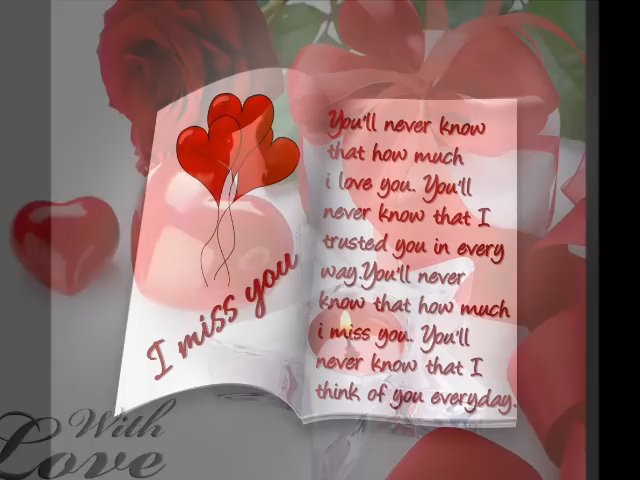 You'll never know
that how much
i love you. You'll
never know that I
trusted you in every
way.You'll never
know that how much
i miss you. You'll
never know that I
think of you everyday.
I miss you
With
Love